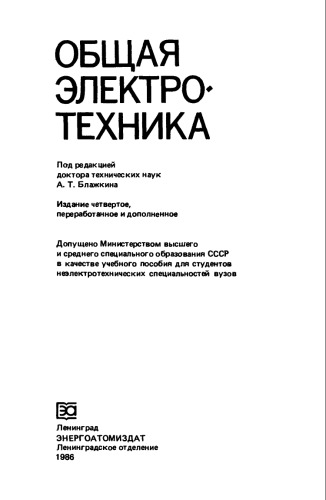 ОБЩАЯ
ЭЛЕКТРО-
ТЕХНИКА
Под редакцией
доктора технических наук
А. Т. Блажкина
Издание четвертое,
переработанное и дополненное
Допущено Министерством высшего
и среднего специального образования СССР
в качестве учебного пособия для студентов
неэлектротехнических специальностей вузов
Ленинград
ЭНЕРГОАТОМИЗДАТ
Ленинградское отделение
1986